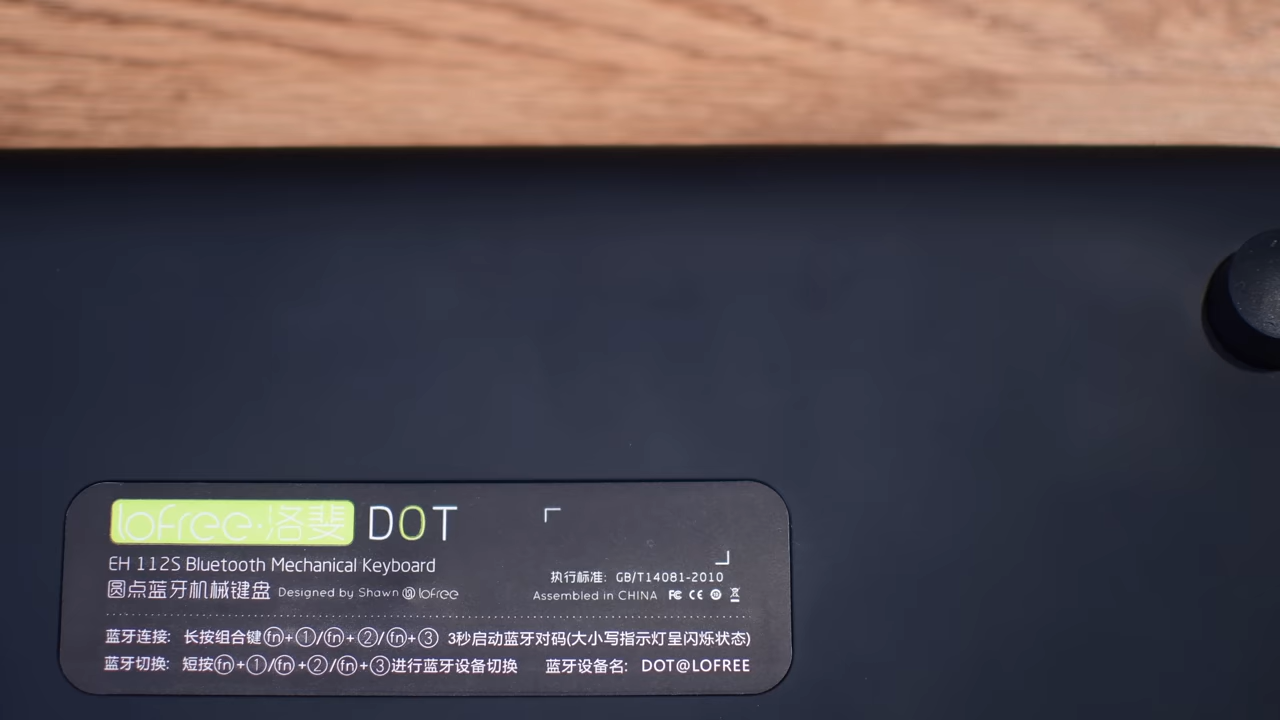 lofree·洛斐 DOT
EH 112S Bluetooth Mechanical Keyboard
圆点蓝牙机械键盘 Designed by Shawn @ lofree
执行标准: GB/T14081-2010
Assembled in CHINA FC CE
蓝牙连接: 长按组合键fn+①/fn+②/fn+③ 3秒启动蓝牙对码(大小写指示灯呈闪烁状态)
蓝牙切换: 短按fn+①/fn+②/fn+③进行蓝牙设备切换 蓝牙设备名: DOT@LOFREE